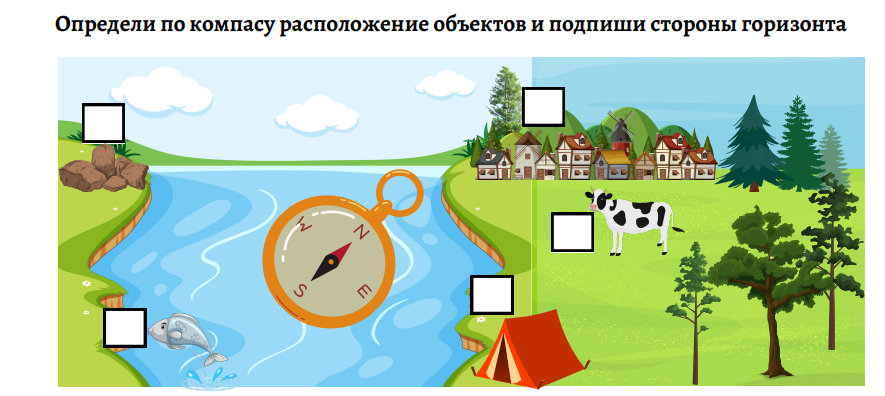 Определи по компасу расположение объектов и подпиши стороны горизонта
W
N
S
E